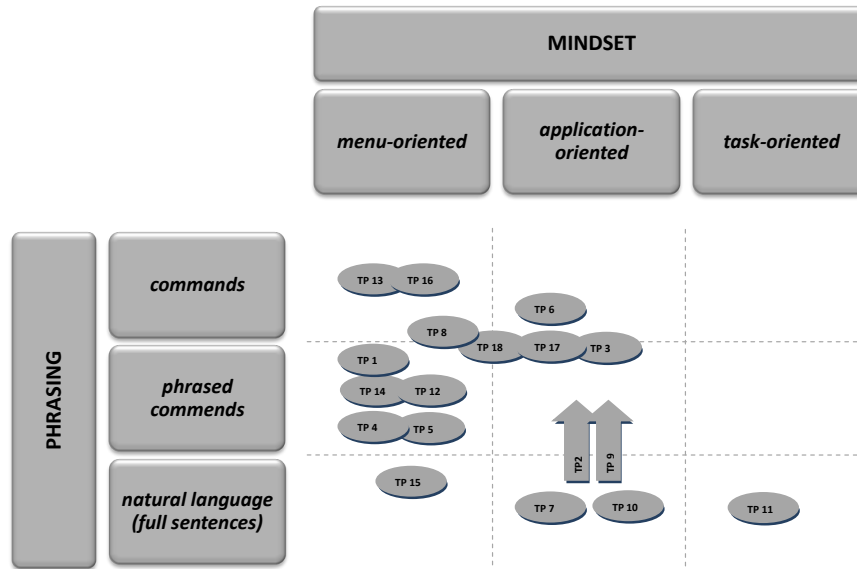 MINDSET
menu-oriented
application-
oriented
task-oriented
PHRASING
commands
phrased
commends
natural language
(full sentences)
TP 13
TP 16
TP 6
TP 8
TP 18
TP 17
TP 3
TP 1
TP 14
TP 12
TP 4
TP 5
TP2
TP 9
TP 15
TP 7
TP 10
TP 11